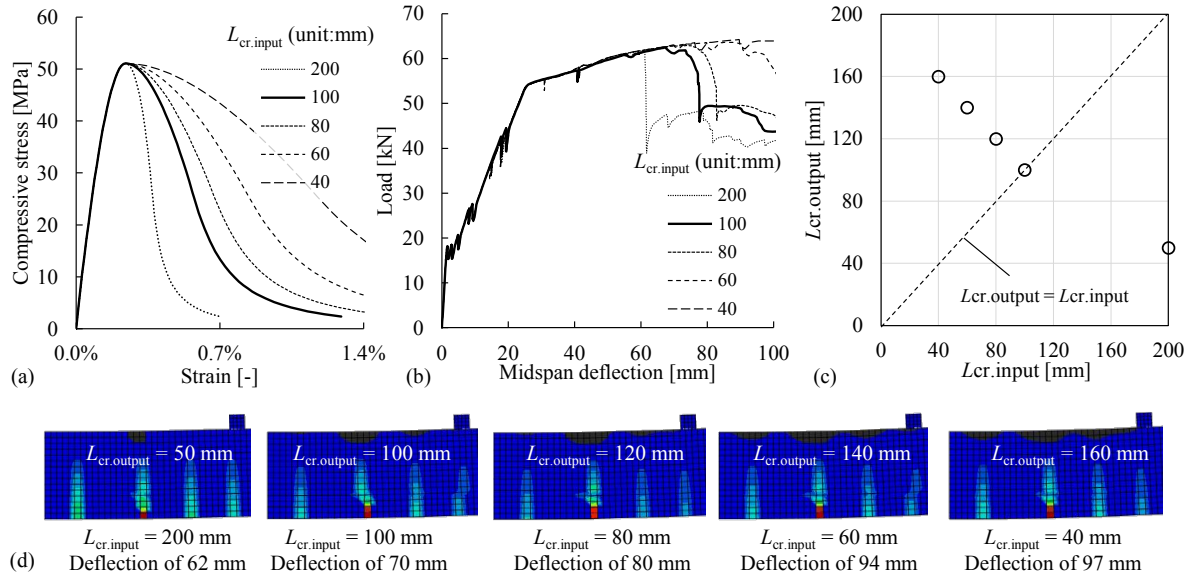 Compressive stress [MPa]
60
50
40
30
20
10
0
0.0%
0.7%
1.4%
Strain [-]
(a)
Lcr.input (unit:mm)
200
100
80
60
40
Load [kN]
70
60
50
40
30
20
10
0
0
20
40
60
80
100
Midspan deflection [mm]
(b)
Lcr.input (unit:mm)
200
100
80
60
40
Lcr.output [mm]
200
160
120
80
40
0
0
40
80
120
160
200
Lcr.input [mm]
(c)
Lcr.output = Lcr.input
(d)
Lcr.output = 50 mm
Lcr.input = 200 mm
Deflection of 62 mm
Lcr.output = 100 mm
Lcr.input = 100 mm
Deflection of 70 mm
Lcr.output = 120 mm
Lcr.input = 80 mm
Deflection of 80 mm
Lcr.output = 140 mm
Lcr.input = 60 mm
Deflection of 94 mm
Lcr.output = 160 mm
Lcr.input = 40 mm
Deflection of 97 mm